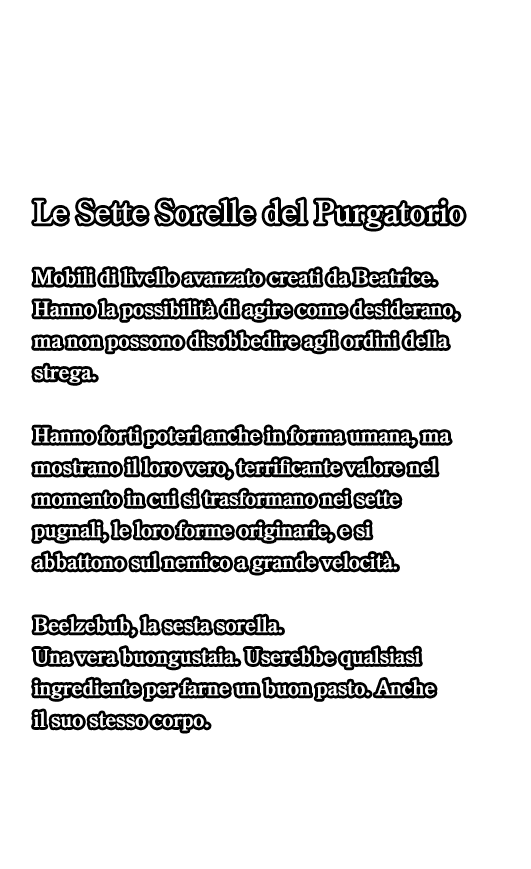 Le Sette Sorelle del Purgatorio
Mobili di livello avanzato creati da Beatrice.
Hanno la possibilità di agire come desiderano,
ma non possono disobbedire agli ordini della
strega.
Hanno forti poteri anche in forma umana, ma
mostrano il loro vero, terrificante valore nel
momento in cui si trasformano nei sette
pugnali, le loro forme originarie, e si
abbattono sul nemico a grande velocità.
Beelzebub, la sesta sorella.
Una vera buongustaia. Userebbe qualsiasi
ingrediente per farne un buon pasto. Anche
il suo stesso corpo.